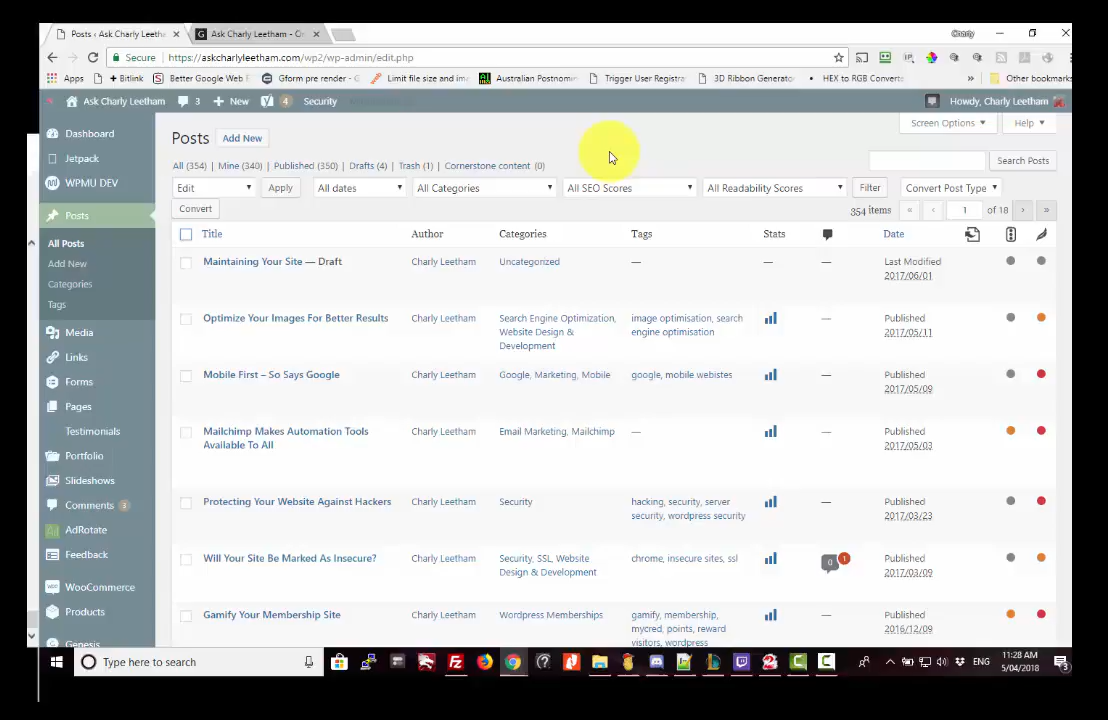 Posts ‹ Ask Charly Leeth
Ask Charly Leetham - Cr
Charly
Secure
https://askcharlyleetham.com/wp2/wp-admin/edit.php
Apps
+ Bitlink
Better Google Web
Gform pre render -
Limit file size and im
Australian Postnom
Trigger User Registra
3D Ribbon Generato
HEX to RGB Convert
»
Other bookmark
Ask Charly Leetham
3
+ New
4
Security
Howdy, Charly Leetham
Dashboard
Jetpack
WPMU DEV
Posts
All Posts
Add New
Categories
Tags
Media
Links
Forms
Pages
Testimonials
Portfolio
Slideshows
Comments 3
AdRotate
Feedback
WooCommerce
Products
Genesis
Screen Options
Help
Posts
Add New
All (354) | Mine (340) | Published (350) | Drafts (4) | Trash (1) | Cornerstone content (0)
Search Posts
Edit
Apply
All dates
All Categories
All SEO Scores
All Readability Scores
Filter
Convert Post Type
Convert
354 items « ‹ 1 of 18 › »
Title Author Categories Tags Stats Date
Maintaining Your Site — Draft Charly Leetham Uncategorized — — — Last Modified
2017/06/01
Optimize Your Images For Better Results Charly Leetham Search Engine Optimization, image optimisation, search — Published
Website Design & engine optimisation 2017/05/11
Development
Mobile First – So Says Google Charly Leetham Google, Marketing, Mobile google, mobile webistes — Published
2017/05/09
Mailchimp Makes Automation Tools Charly Leetham Email Marketing, Mailchimp — — Published
Available To All 2017/05/03
Protecting Your Website Against Hackers Charly Leetham Security hacking, security, server — Published
security, wordpress security 2017/03/23
Will Your Site Be Marked As Insecure? Charly Leetham Security, SSL, Website chrome, insecure sites, ssl 0 1 Published
Design & Development 2017/03/09
Gamify Your Membership Site Charly Leetham Wordpress Memberships gamify, membership, — Published
mycred, points, reward 2016/12/09
visitors, wordpress
Type here to search
ENG
11:28 AM
5/04/2018
3